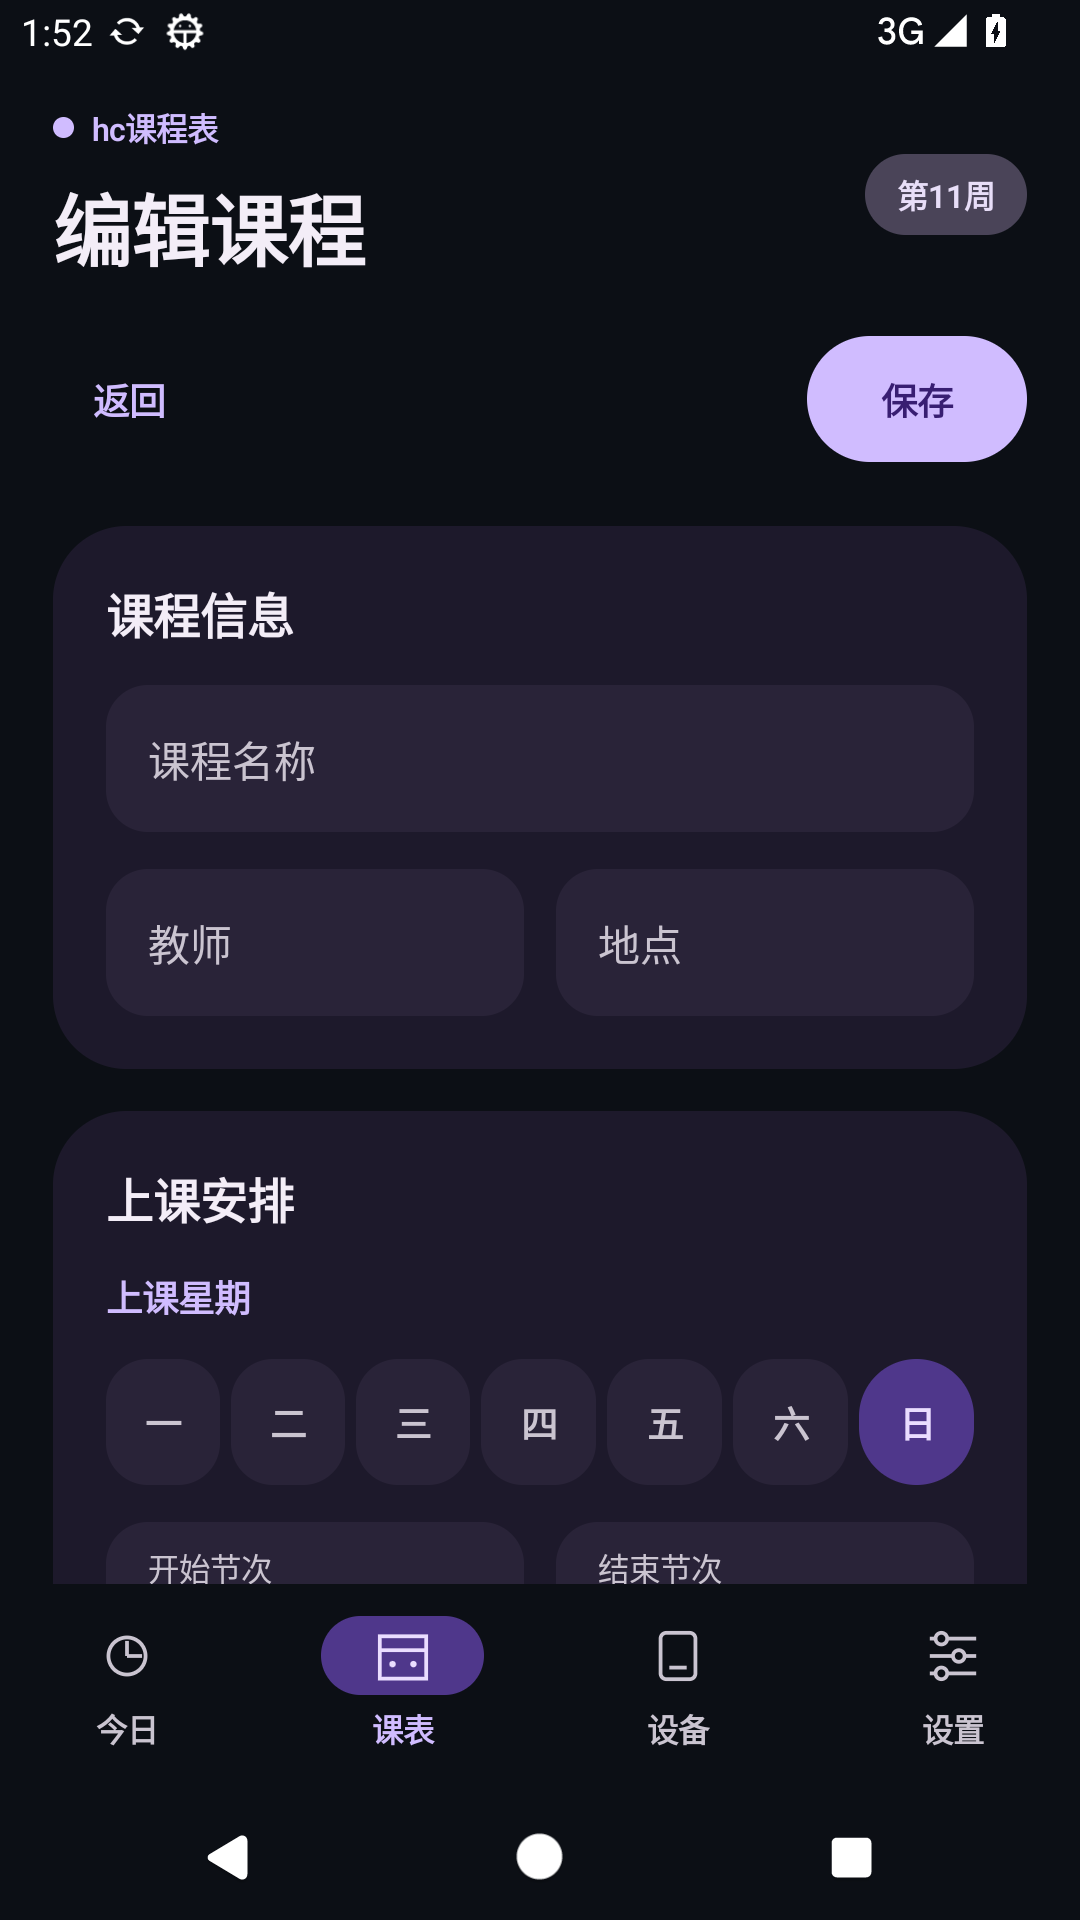 1:52
3G
hc课程表
编辑课程
第11周
返回
保存
课程信息
课程名称
教师
地点
上课安排
上课星期
一 二 三 四 五 六 日
开始节次
结束节次
今日
课表
设备
设置